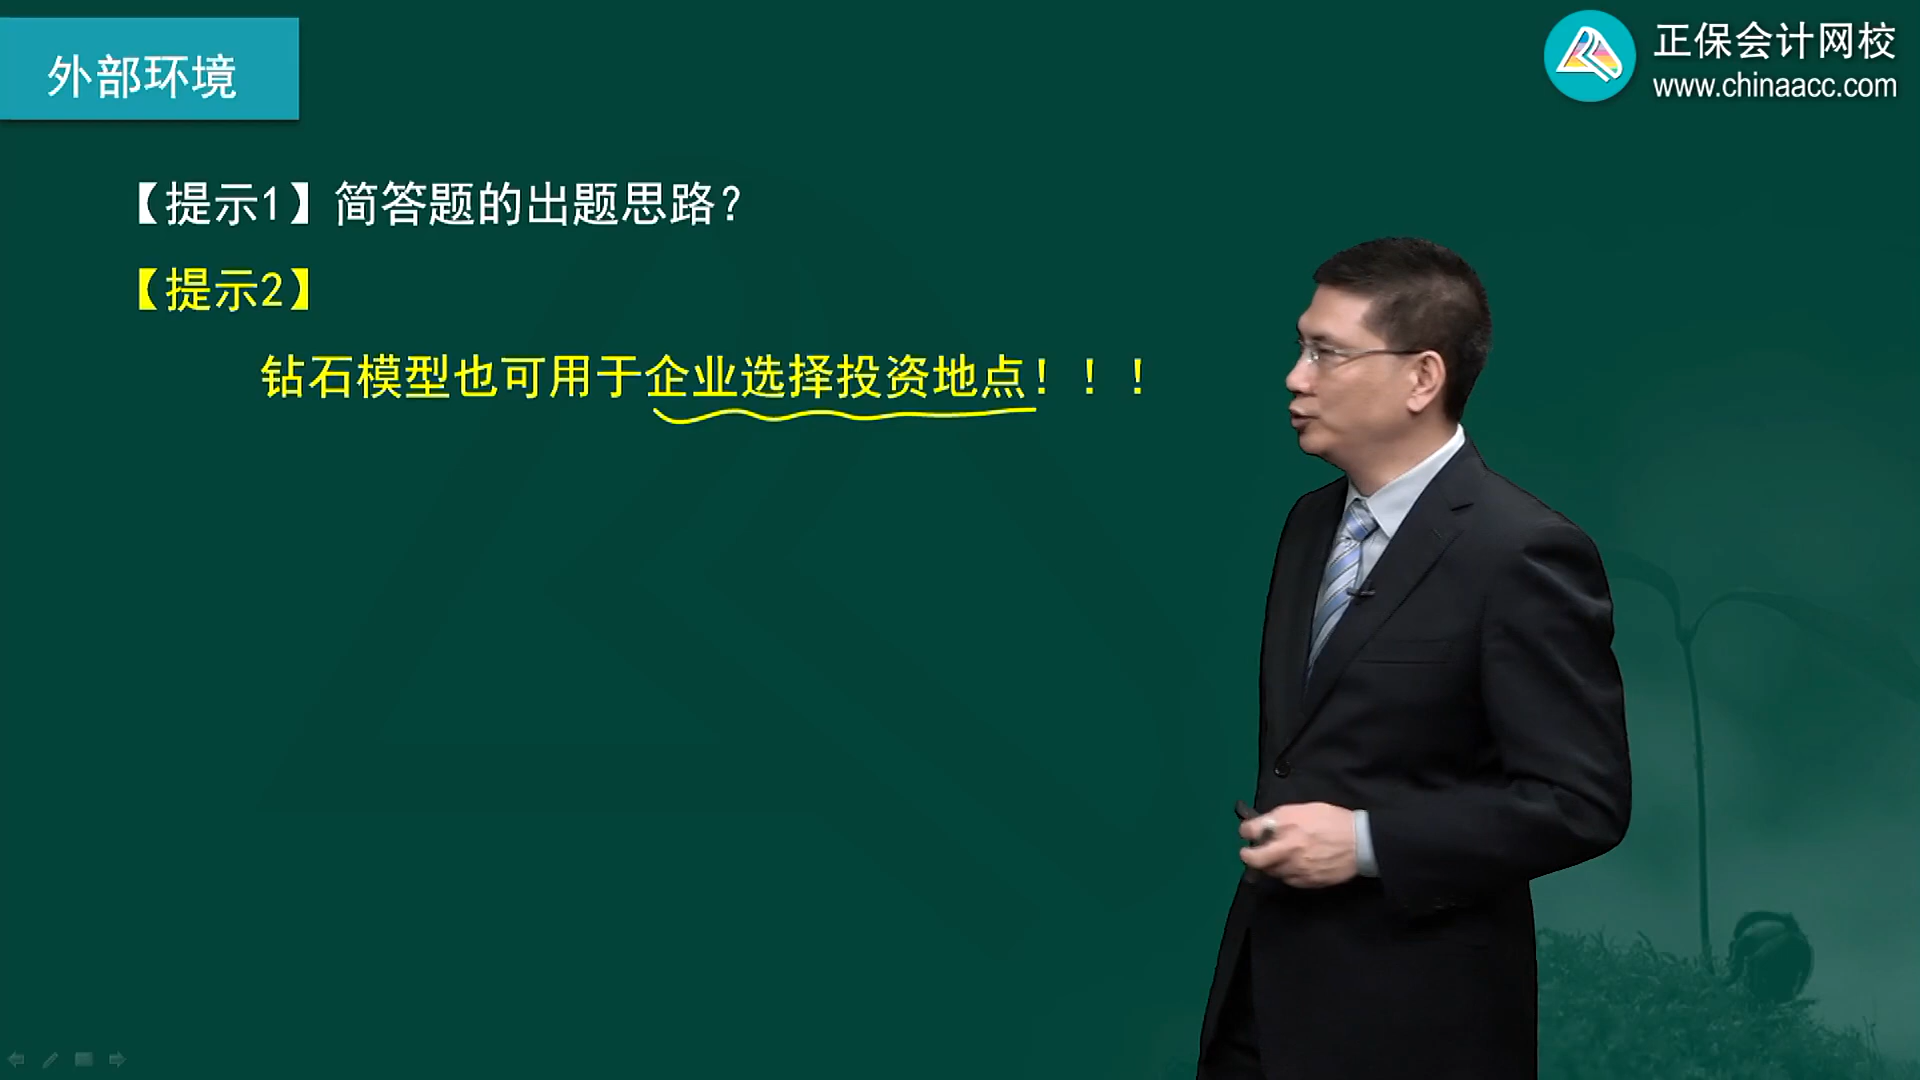 外部环境
正保会计网校
www.chinaacc.com
【提示1】简答题的出题思路?
【提示2】
钻石模型也可用于企业选择投资地点！！！